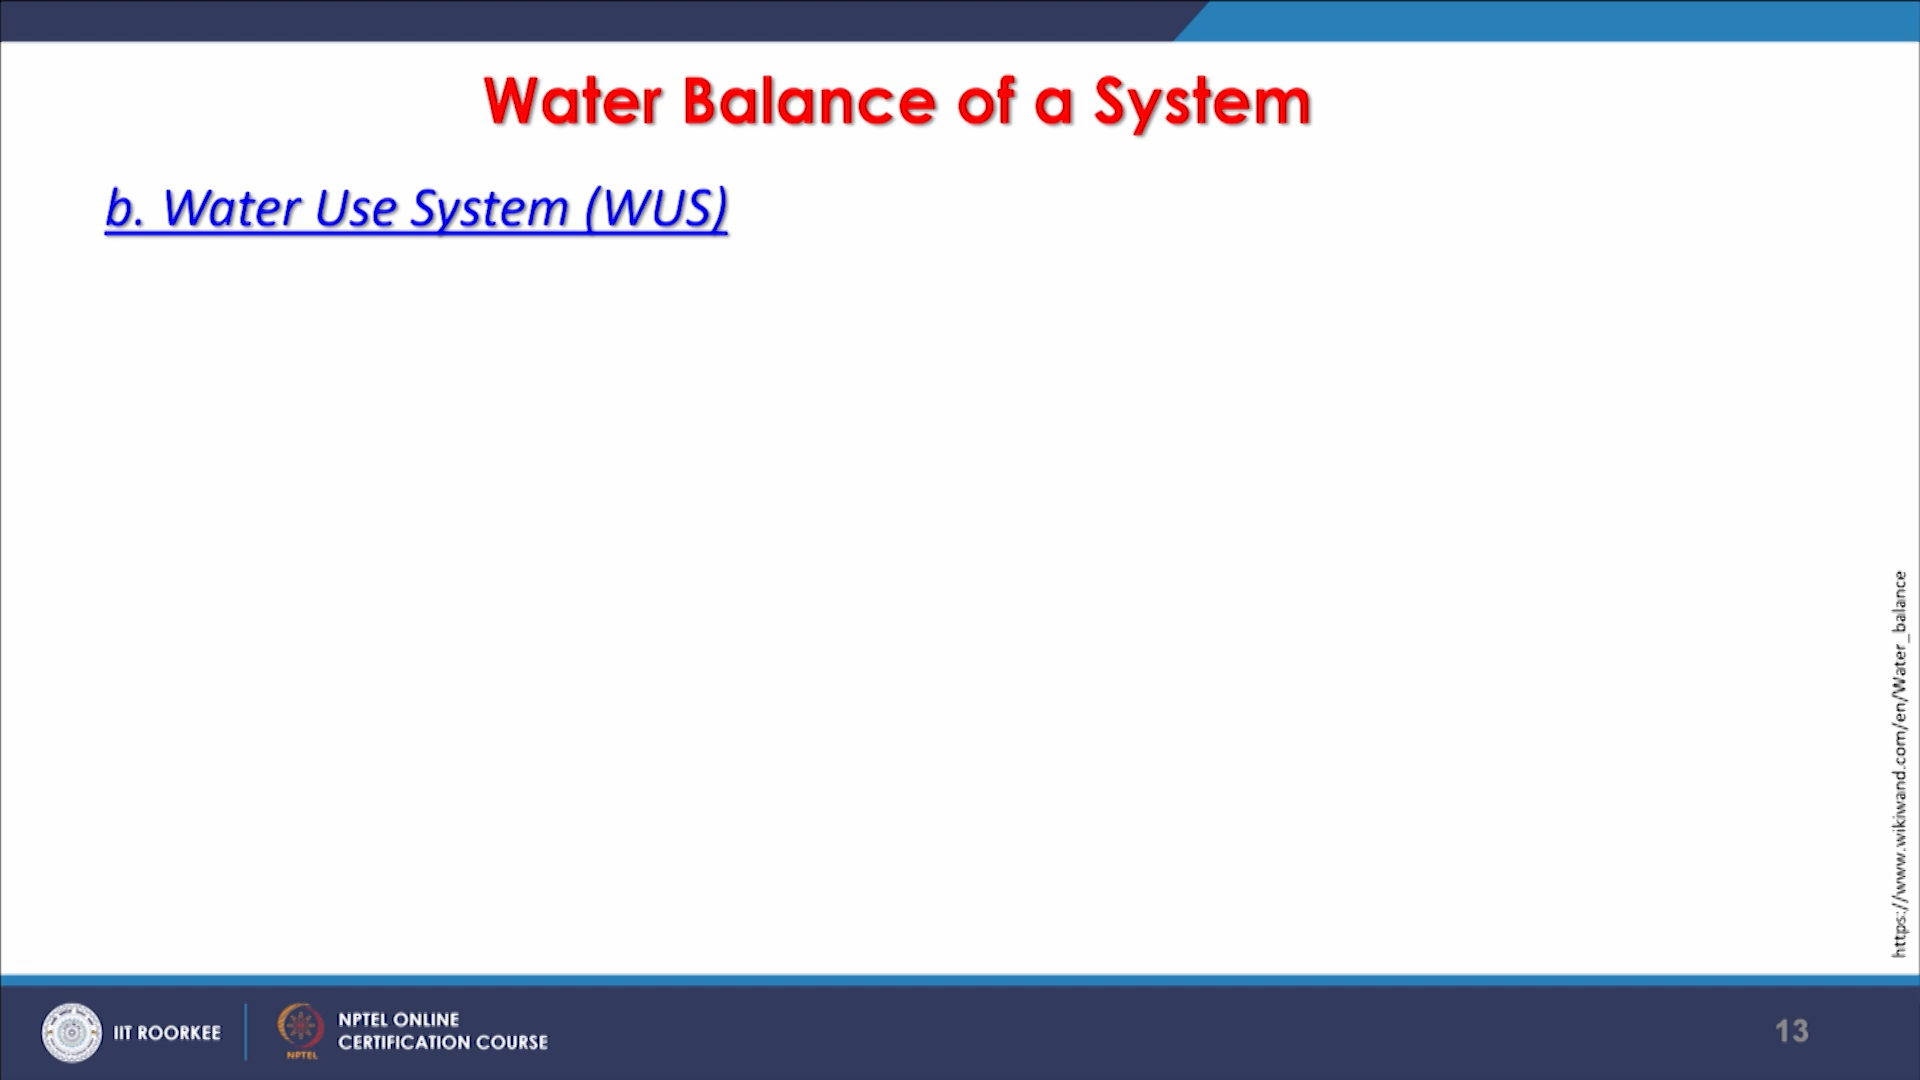 Water Balance of a System
b. Water Use System (WUS)
https://www.wikiwand.com/en/Water_balance
IIT ROORKEE
NPTEL
NPTEL ONLINE
CERTIFICATION COURSE
13